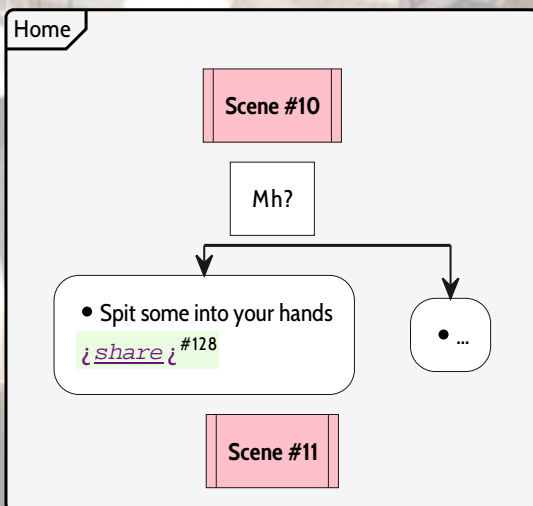 Home
Scene #10
Mh?
• Spit some into your hands
¿share¿#128
• ...
Scene #11